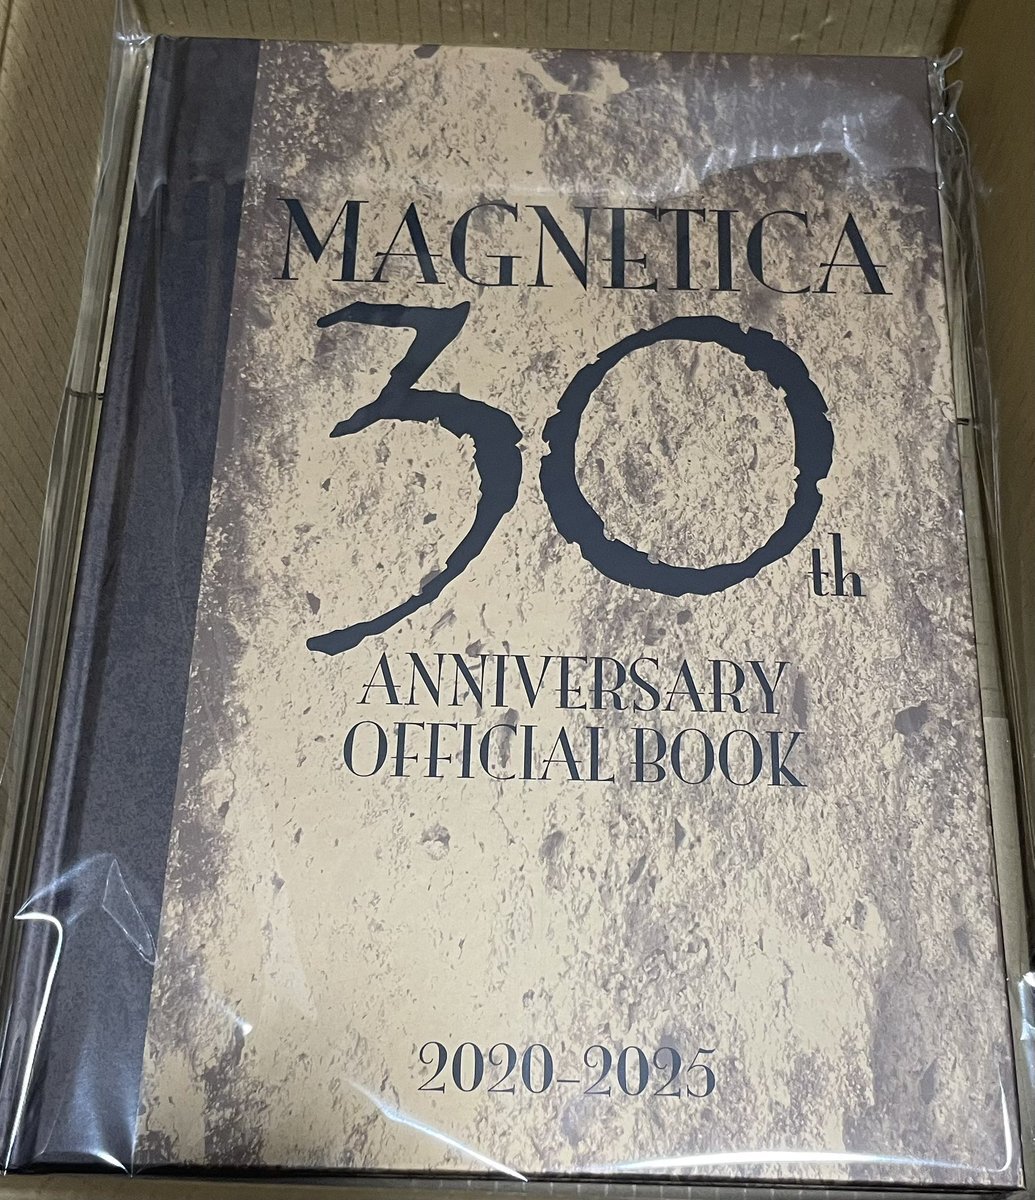 MAGNETICA
30th
ANNIVERSARY
OFFICIAL BOOK
2020-2025